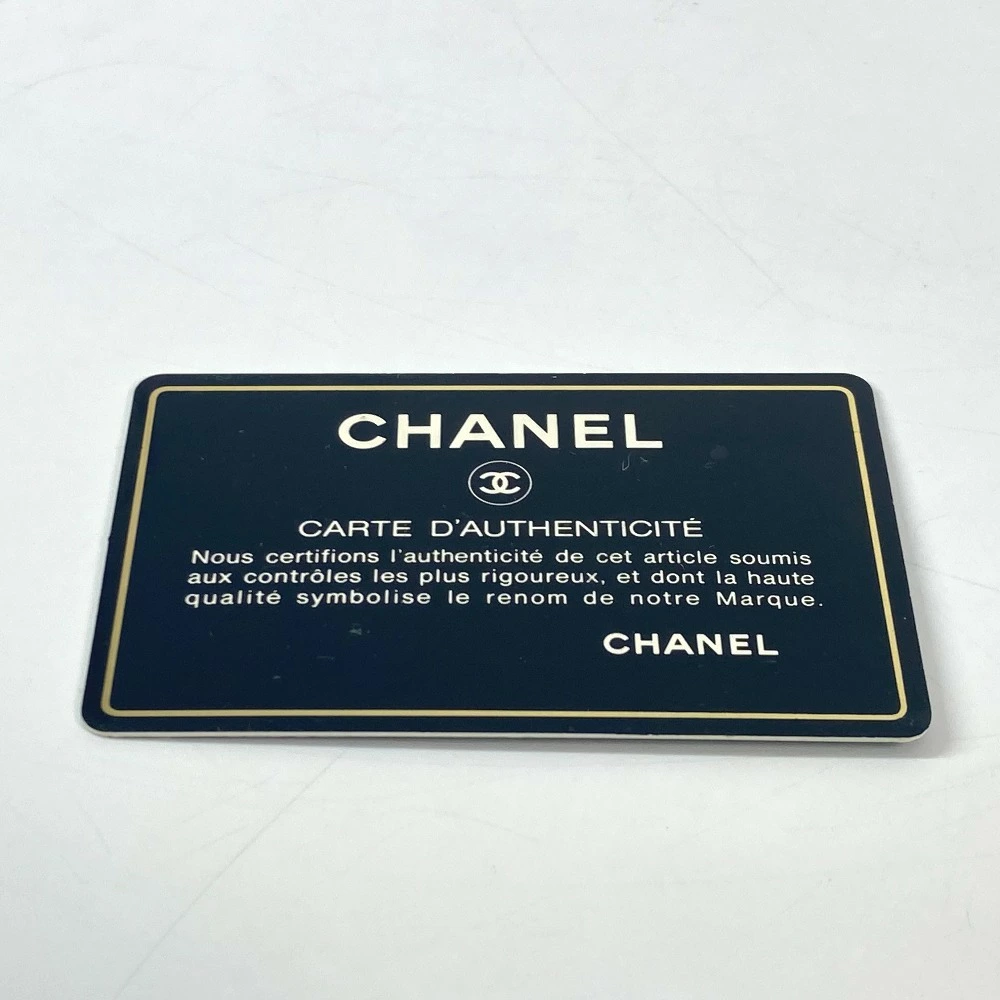 CHANEL
CARTE D'AUTHENTICITÉ
Nous certifions l'authenticité de cet article soumis
aux contrôles les plus rigoureux, et dont la haute
qualité symbolise le renom de notre Marque.
CHANEL